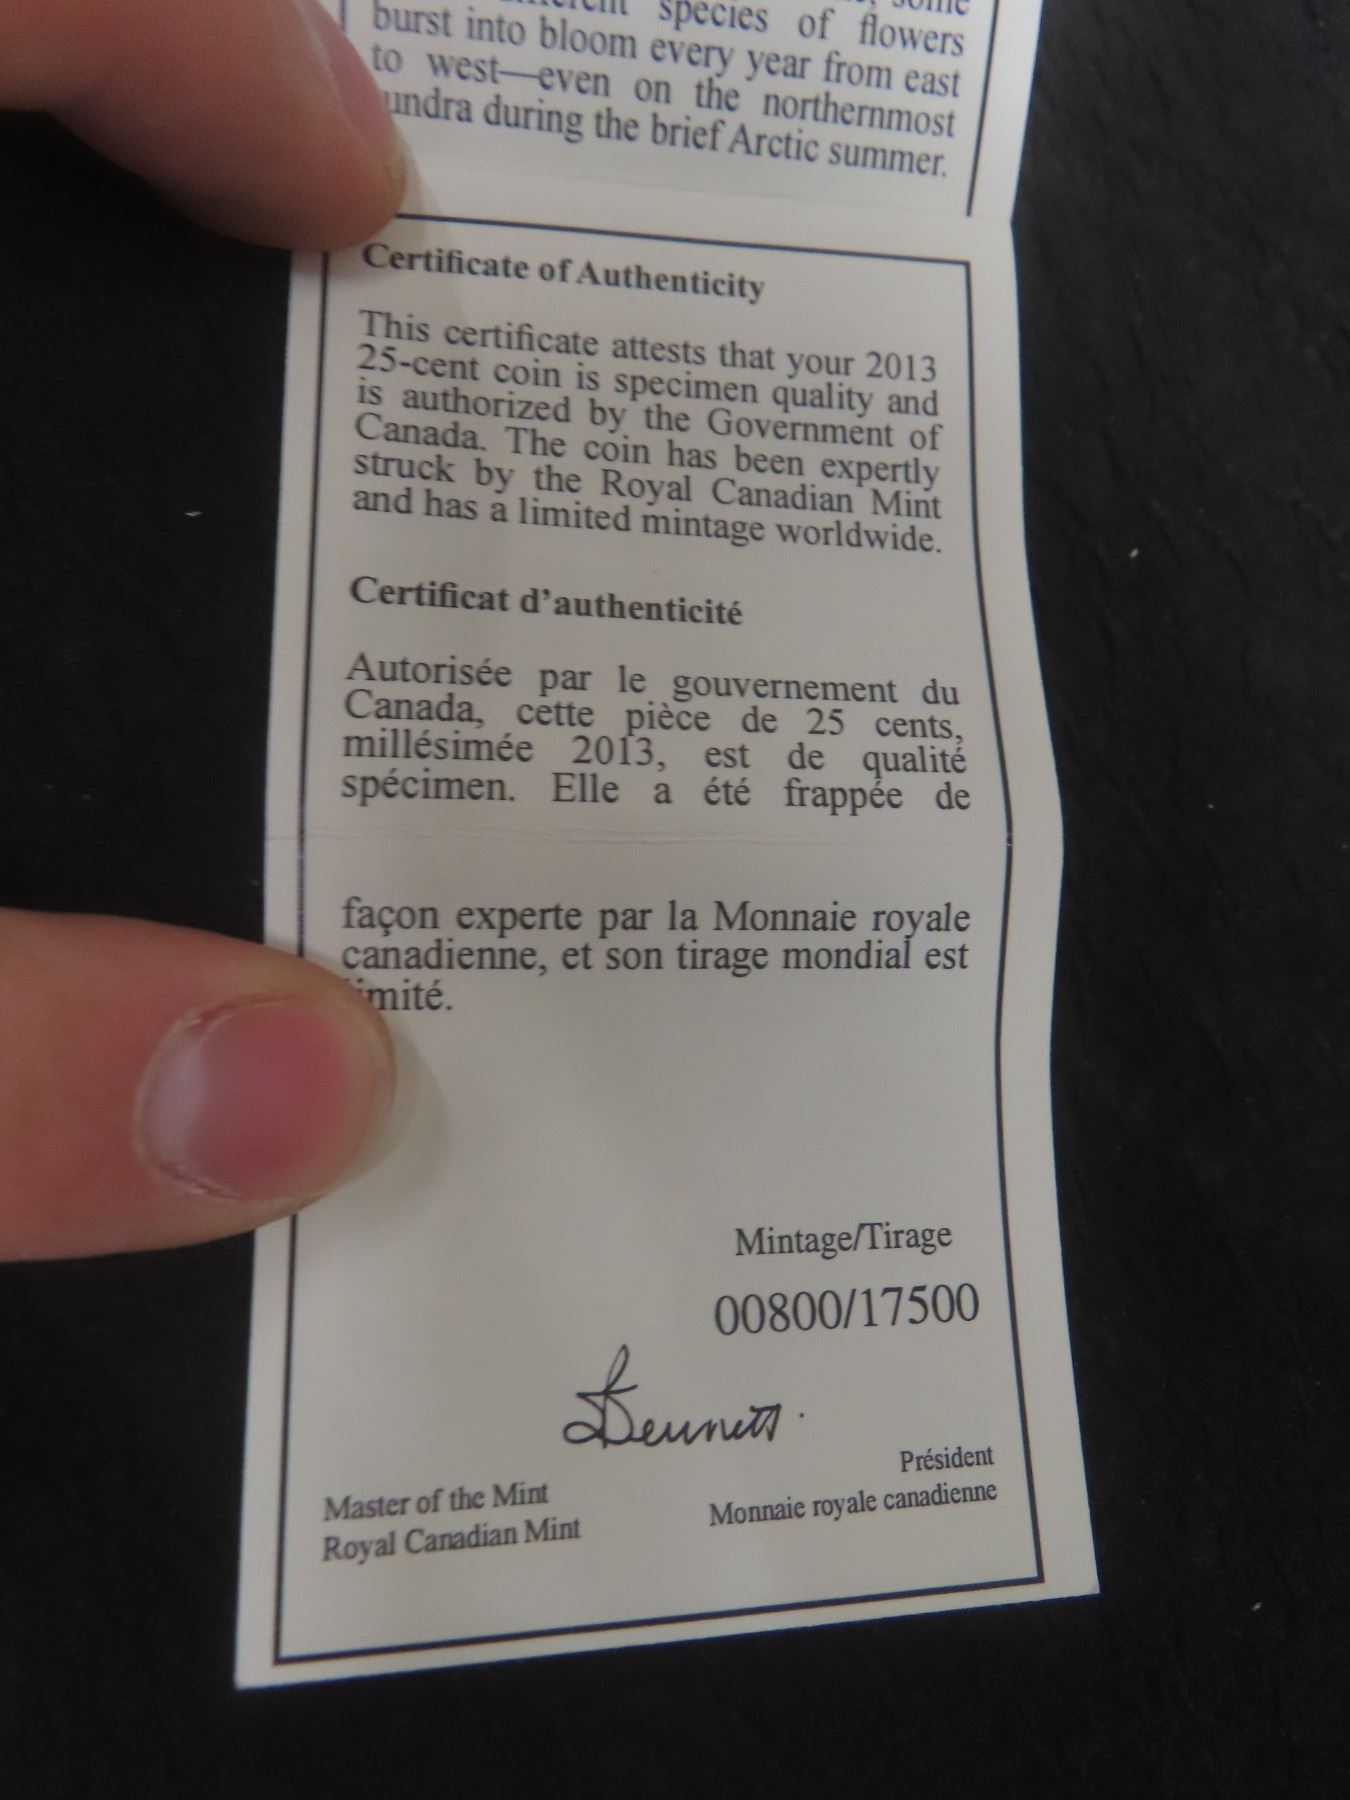 species of flowers
burst into bloom every year from east
to west—even on the northernmost
during the brief Arctic summer.
Certificate of Authenticity
This certificate attests that your 2013
25-cent coin is specimen quality and
is authorized by the Government of
Canada. The coin has been expertly
struck by the Royal Canadian Mint
and has a limited mintage worldwide.
Certificat d'authenticité
Autorisée par le gouvernement du
Canada, cette pièce de 25 cents,
millésimée 2013, est de qualité
spécimen. Elle a été frappée de
façon experte par la Monnaie royale
canadienne, et son tirage mondial est
imité.
Mintage/Tirage
00800/17500
Bennett
Président
Master of the Mint
Monnaie royale canadienne
Royal Canadian Mint